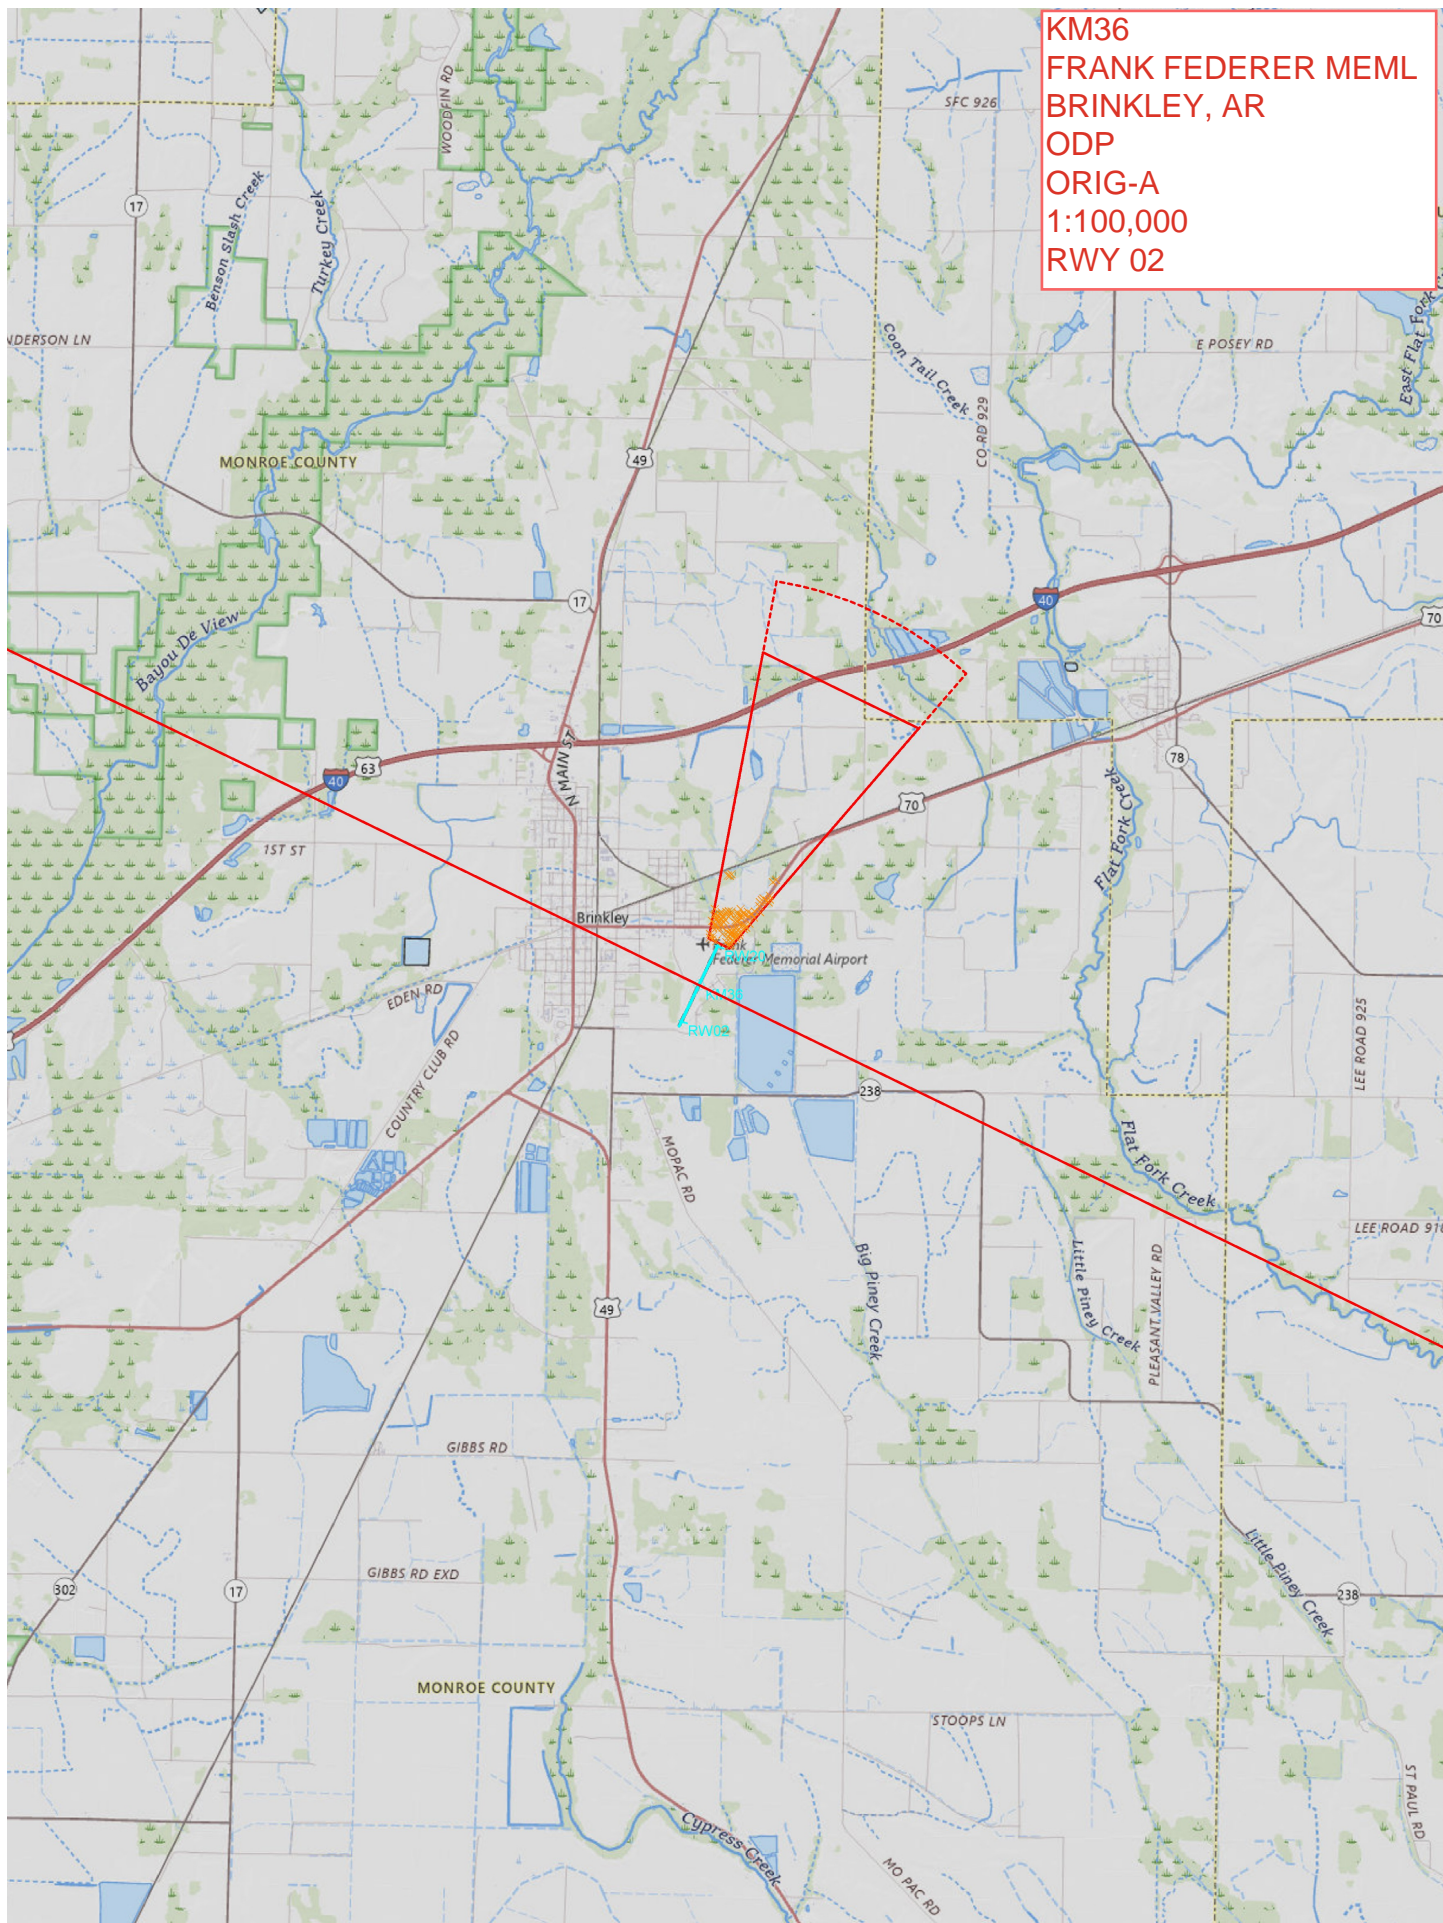 KM36
FRANK FEDERER MEML
BRINKLEY, AR
ODP
ORIG-A
1:100,000
RWY 02
WOODFIN RD
SFC 926
17
Benson Slash Creek
Turkey Creek
NDERSON LN
Coon Tail Creek
E POSEY RD
East Flat Fork
CO RD 929
MONROE COUNTY
49
17
40
70
Bayou De View
N MAIN ST
63
40
78
70
Flat Fork Creek
1ST ST
Brinkley
Federer Memorial Airport
KM36
RW02
EDEN RD
COUNTRY CLUB RD
LEE ROAD 925
238
MOPAC RD
Flat Fork Creek
LEE ROAD 910
Big Piney Creek
Little Piney Creek
PLEASANT VALLEY RD
49
GIBBS RD
GIBBS RD EXD
302
17
Little Piney Creek
238
MONROE COUNTY
STOOPS LN
ST PAUL RD
Cypress Creek
MO PAC RD